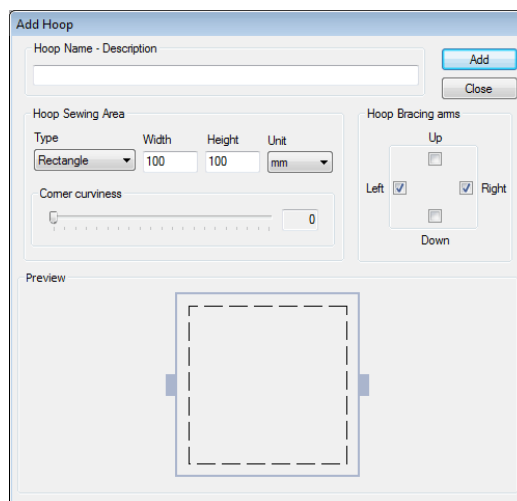 Add Hoop
Hoop Name - Description
Add
Close
Hoop Sewing Area
Hoop Bracing arms
Type Width Height Unit
Up
Rectangle 100 100 mm
Left Right
Corner curviness
0
Down
Preview